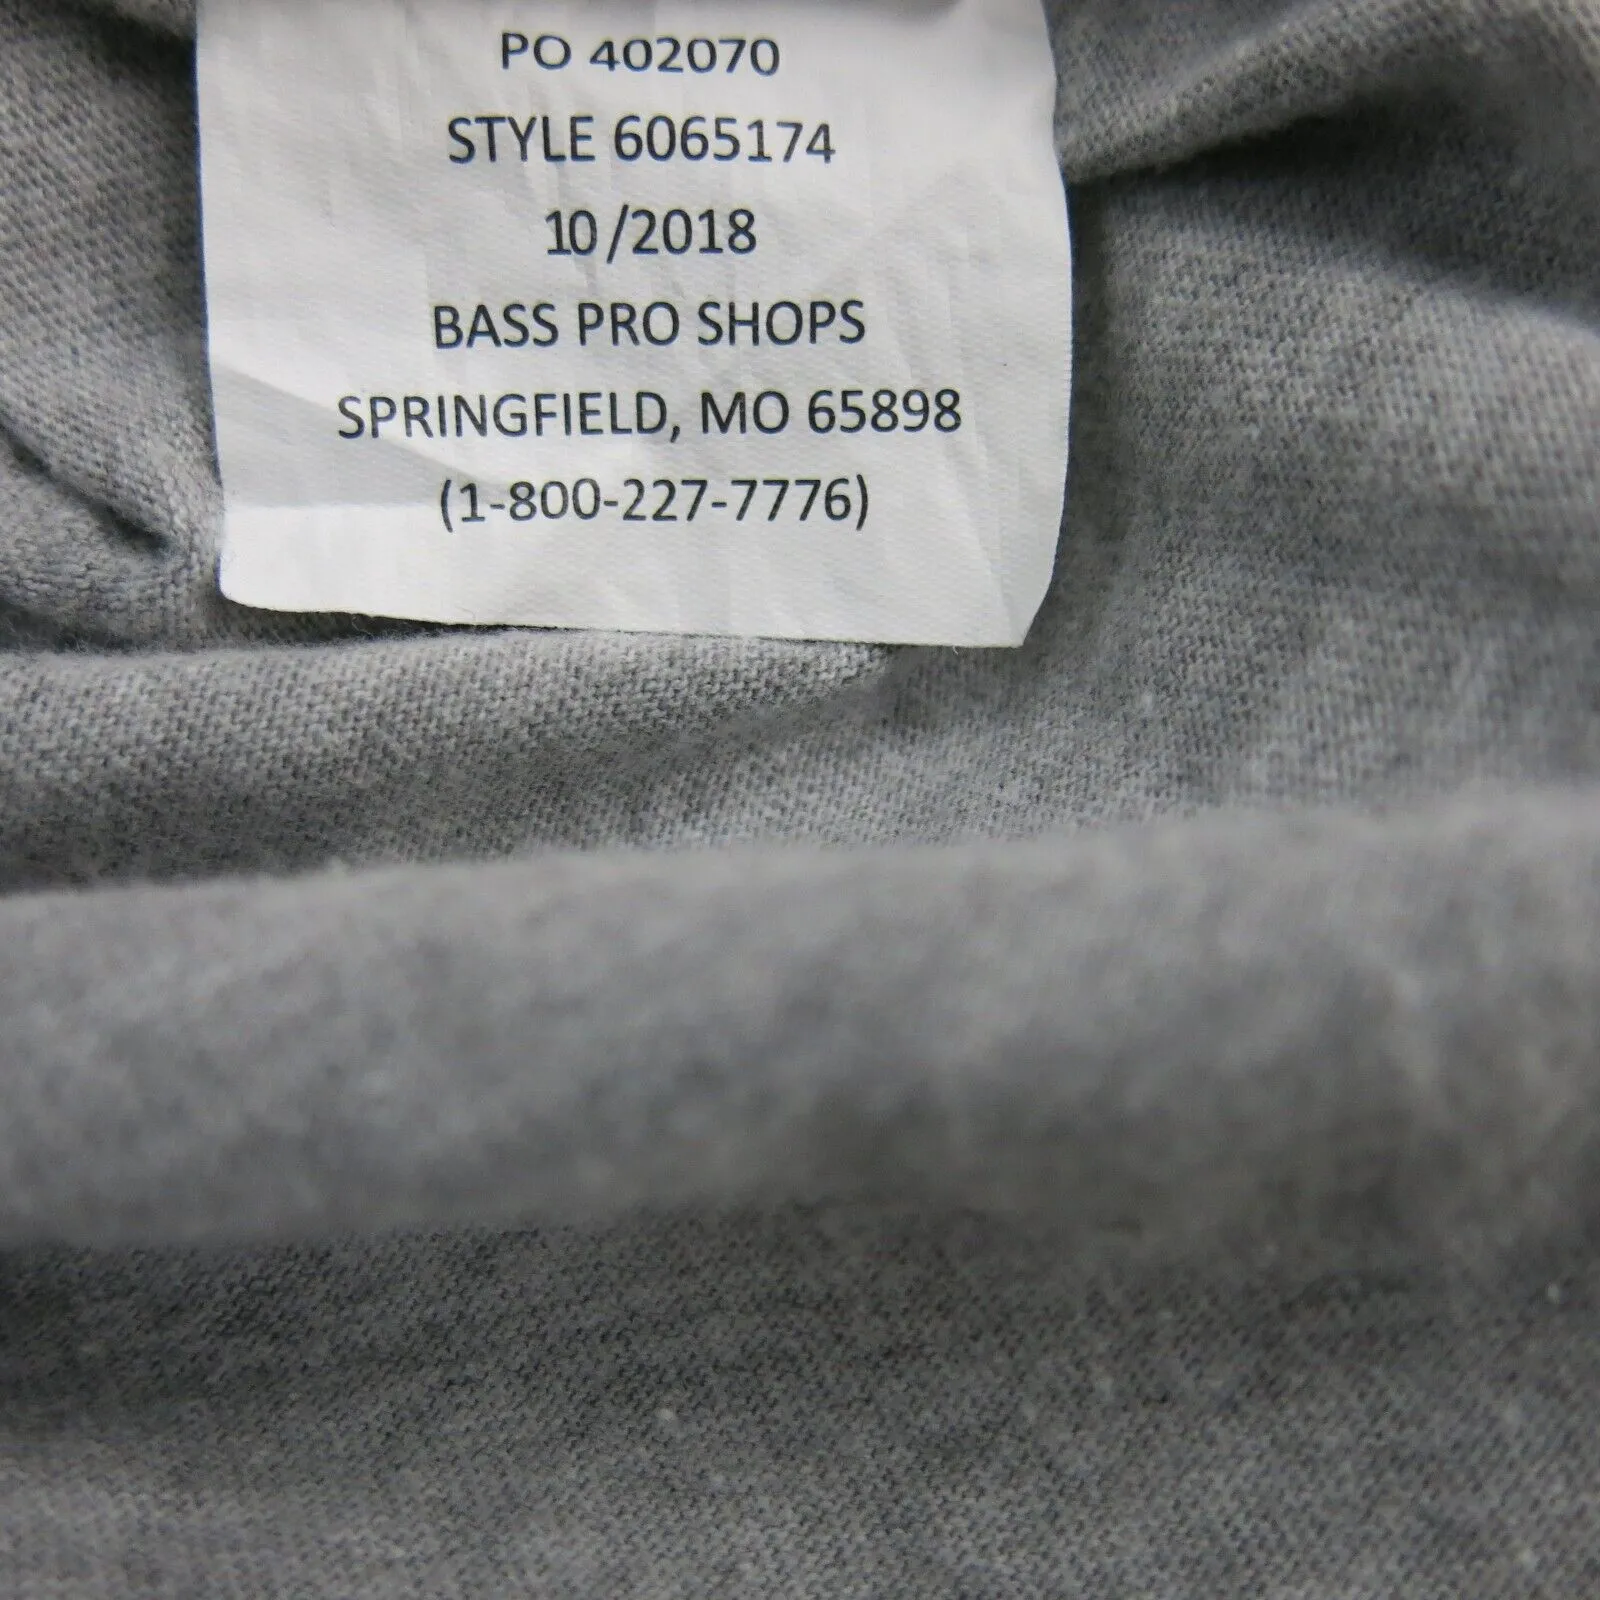 PO 402070
STYLE 6065174
10/2018
BASS PRO SHOPS
SPRINGFIELD, MO 65898
(1-800-227-7776)